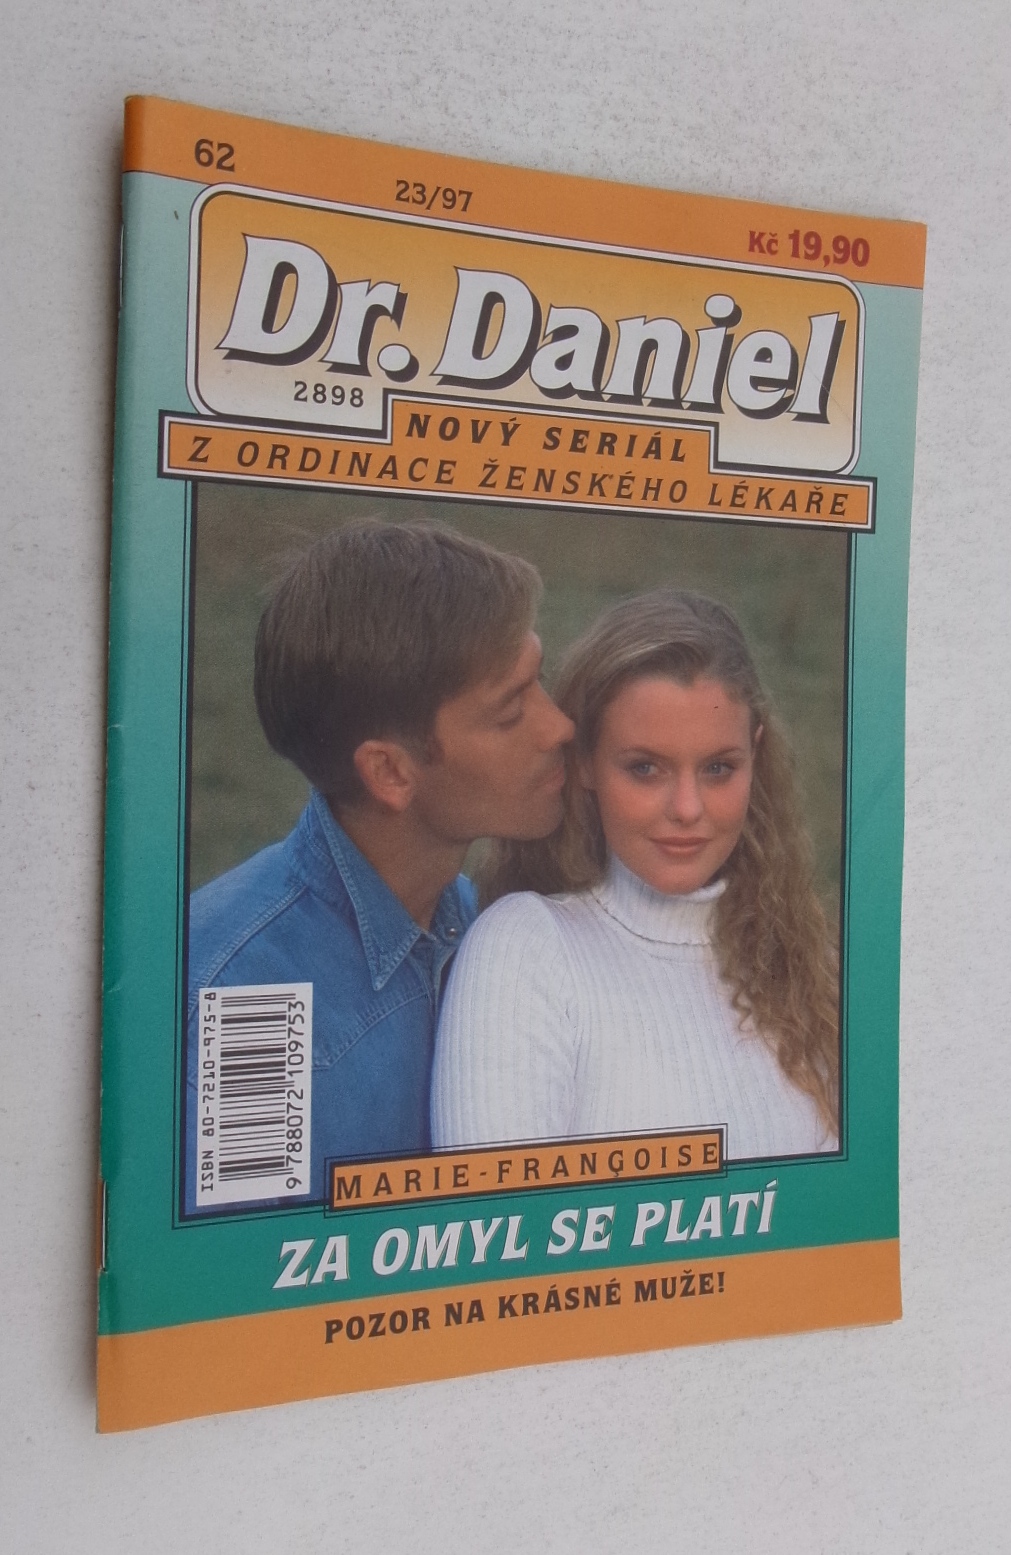 62
23/97
Kč 19,90
Dr. Daniel
2898
NOVÝ SERIÁL
Z ORDINACE ŽENSKÉHO LÉKAŘE
ISBN 80-7210-975-8
9 788072 109753
MARIE-FRANÇOISE
ZA OMYL SE PLATÍ
POZOR NA KRÁSNÉ MUŽE!